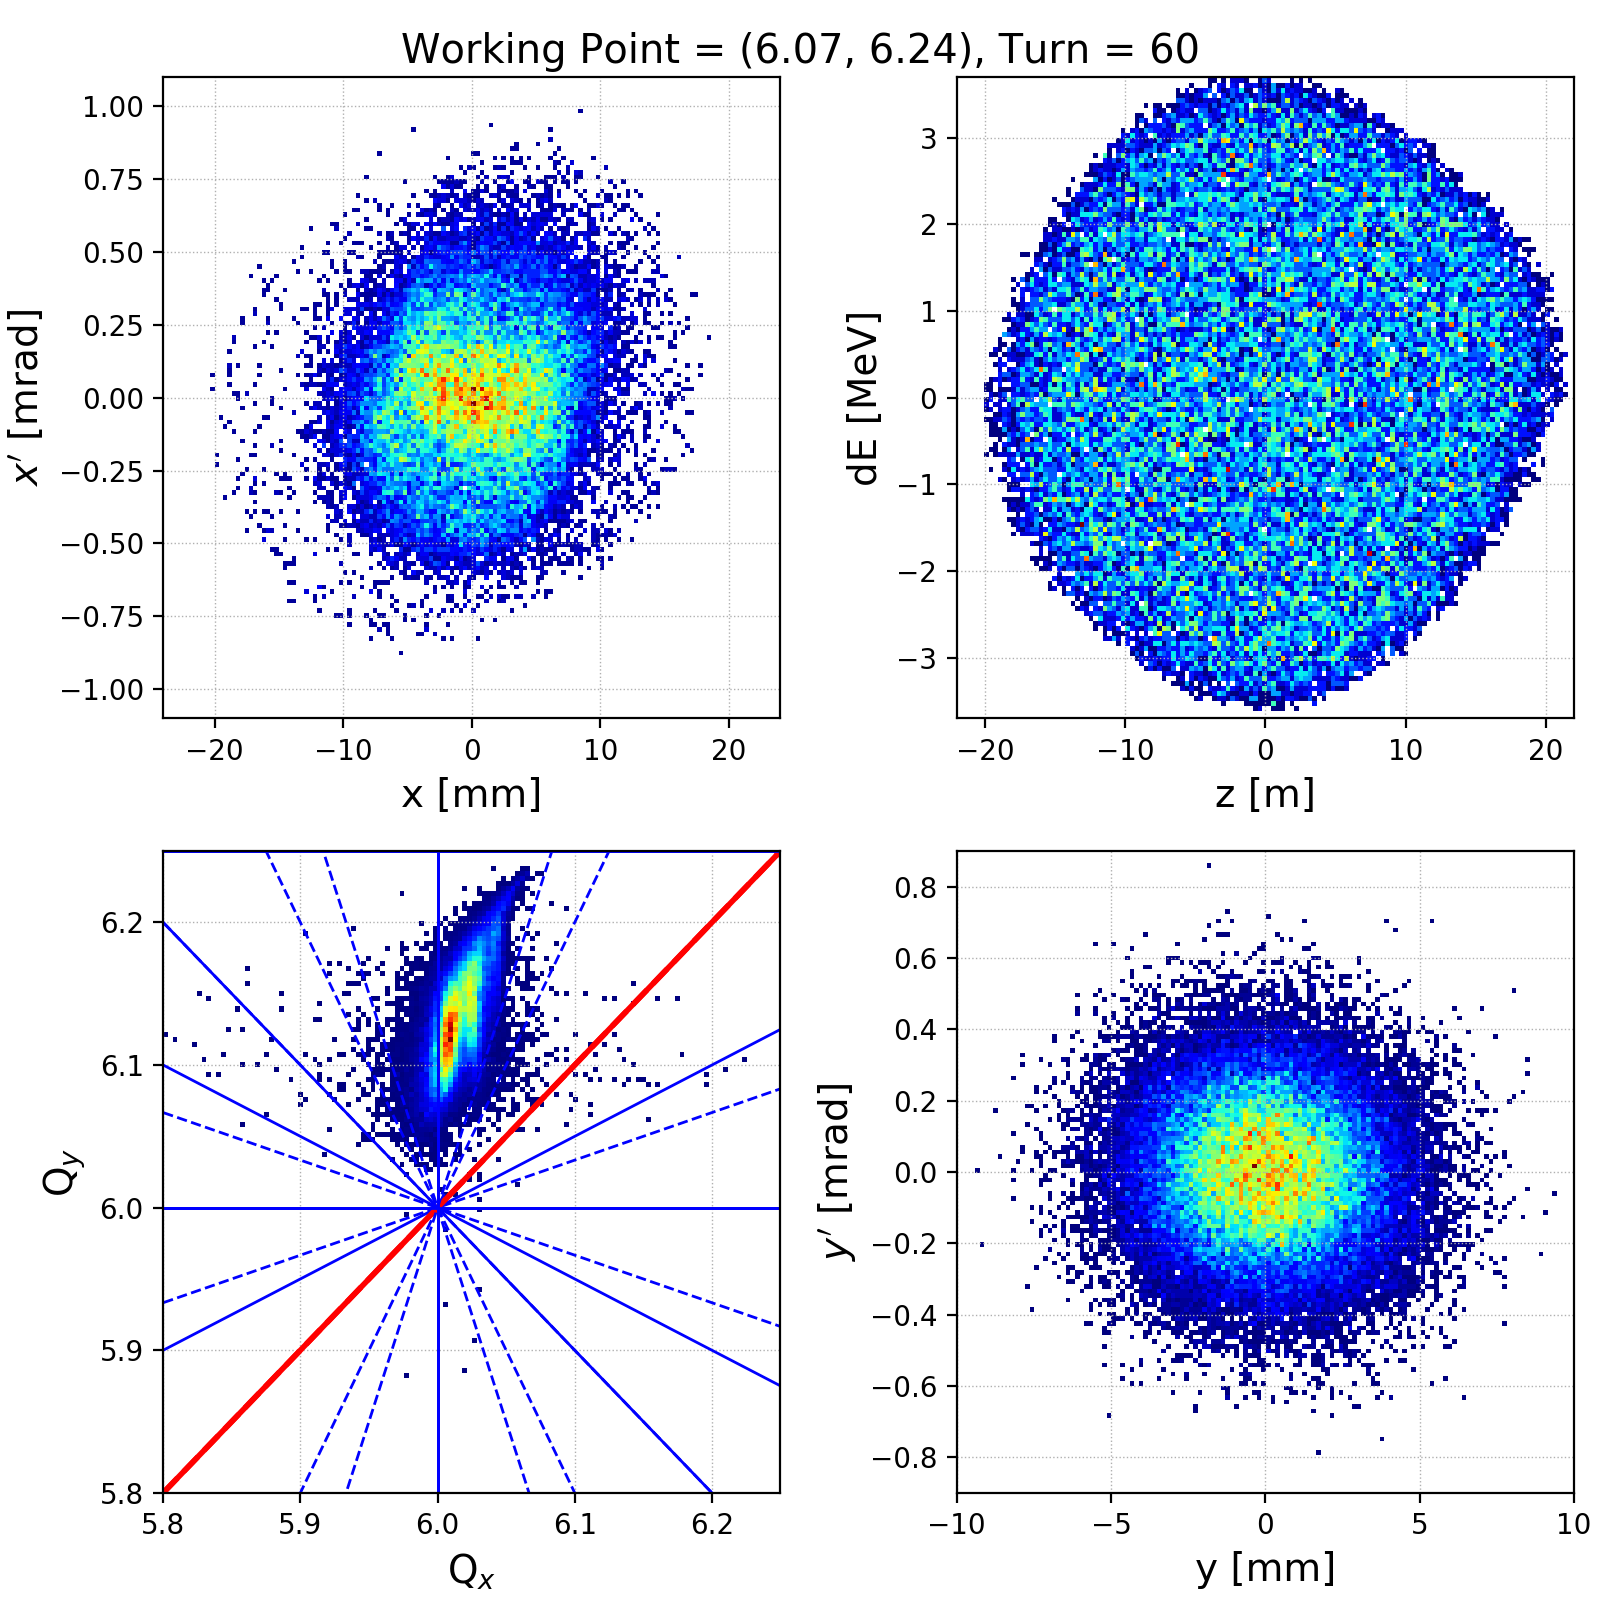 Working Point = (6.07, 6.24), Turn = 60
1.00
0.75
0.50
0.25
0.00
−0.25
−0.50
−0.75
−1.00
x′ [mrad]
−20 −10 0 10 20
x [mm]
3
2
1
0
−1
−2
−3
dE [MeV]
−20 −10 0 10 20
z [m]
6.2
6.1
6.0
5.9
5.8
Qy
5.8 5.9 6.0 6.1 6.2
Qx
0.8
0.6
0.4
0.2
0.0
−0.2
−0.4
−0.6
−0.8
y′ [mrad]
−10 −5 0 5 10
y [mm]